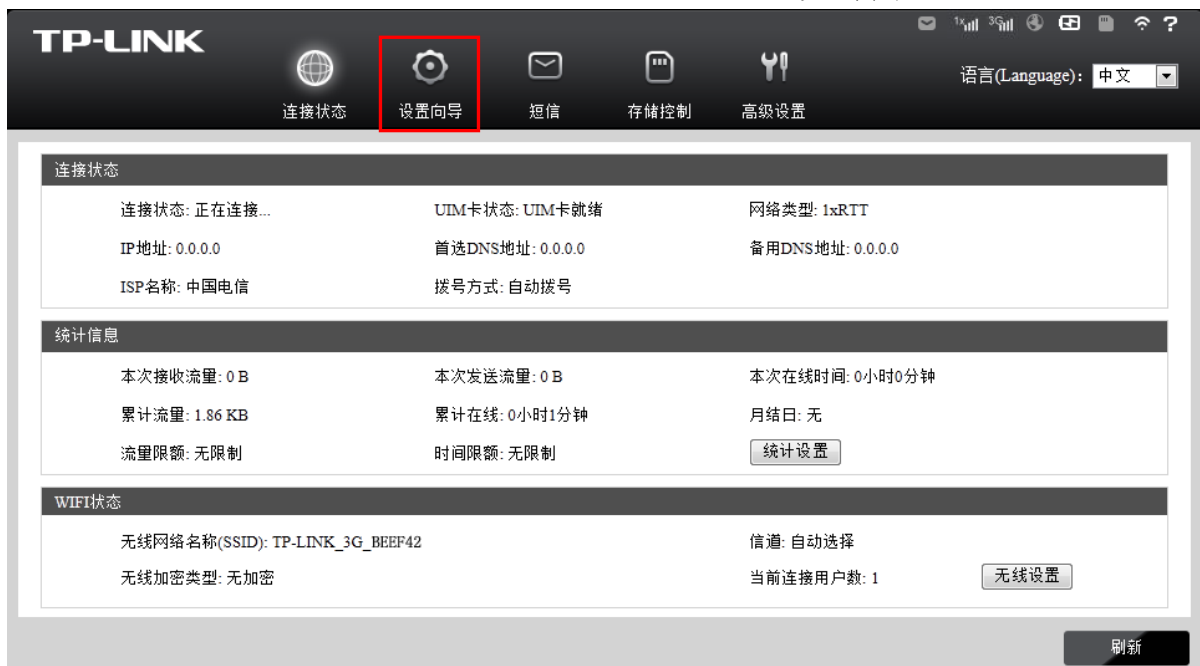 TP-LINK
1x 3G ?
语言(Language): 中文
连接状态 设置向导 短信 存储控制 高级设置
连接状态
连接状态: 正在连接... UIM卡状态: UIM卡就绪 网络类型: 1xRTT
IP地址: 0.0.0.0 首选DNS地址: 0.0.0.0 备用DNS地址: 0.0.0.0
ISP名称: 中国电信 拨号方式: 自动拨号
统计信息
本次接收流量: 0 B 本次发送流量: 0 B 本次在线时间: 0小时0分钟
累计流量: 1.86 KB 累计在线: 0小时1分钟 月结日: 无
流量限额: 无限制 时间限额: 无限制 统计设置
WIFI状态
无线网络名称(SSID): TP-LINK_3G_BEEF42 信道: 自动选择
无线加密类型: 无加密 当前连接用户数: 1 无线设置
刷新